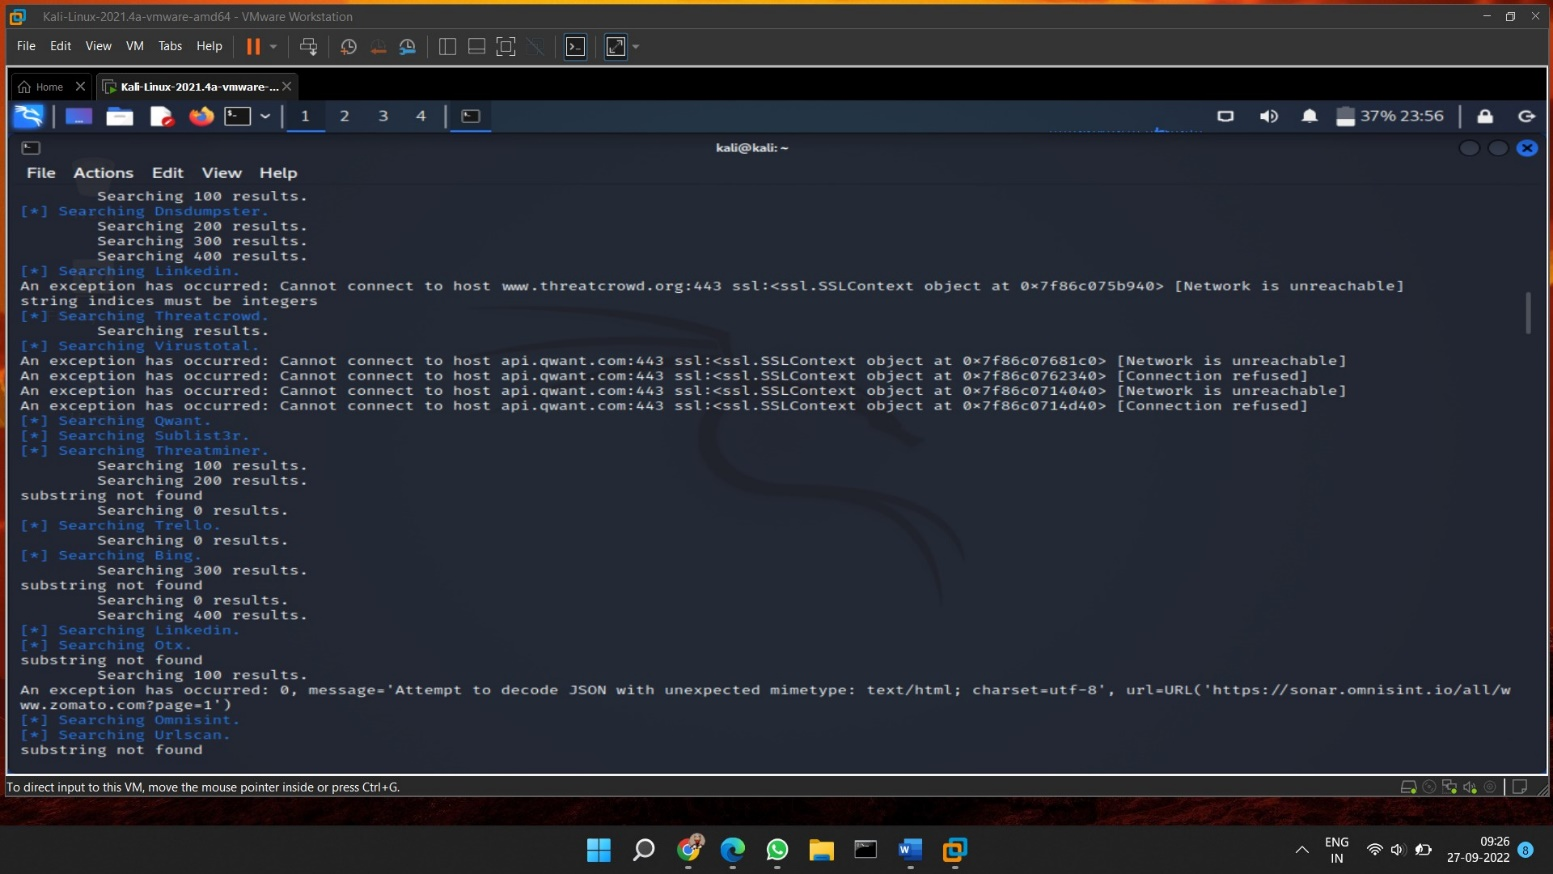 Kali-Linux-2021.4a-vmware-amd64 - VMware Workstation
File Edit View VM Tabs Help
Home Kali-Linux-2021.4a-vmware-...
1 2 3 4 37% 23:56
kali@kali: ~
File Actions Edit View Help
Searching 100 results.
[*] Searching Dnsdumpster.
Searching 200 results.
Searching 300 results.
Searching 400 results.
[*] Searching Linkedin.
An exception has occurred: Cannot connect to host www.threatcrowd.org:443 ssl:<ssl.SSLContext object at 0x7f86c075b940> [Network is unreachable]
string indices must be integers
[*] Searching Threatcrowd.
Searching results.
[*] Searching Virustotal.
An exception has occurred: Cannot connect to host api.qwant.com:443 ssl:<ssl.SSLContext object at 0x7f86c07681c0> [Network is unreachable]
An exception has occurred: Cannot connect to host api.qwant.com:443 ssl:<ssl.SSLContext object at 0x7f86c0762340> [Connection refused]
An exception has occurred: Cannot connect to host api.qwant.com:443 ssl:<ssl.SSLContext object at 0x7f86c0714040> [Network is unreachable]
An exception has occurred: Cannot connect to host api.qwant.com:443 ssl:<ssl.SSLContext object at 0x7f86c0714d40> [Connection refused]
[*] Searching Qwant.
[*] Searching Sublist3r.
[*] Searching Threatminer.
Searching 100 results.
Searching 200 results.
substring not found
Searching 0 results.
[*] Searching Trello.
Searching 0 results.
[*] Searching Bing.
Searching 300 results.
substring not found
Searching 0 results.
Searching 400 results.
[*] Searching Linkedin.
[*] Searching Otx.
substring not found
Searching 100 results.
An exception has occurred: 0, message='Attempt to decode JSON with unexpected mimetype: text/html; charset=utf-8', url=URL('https://sonar.omnisint.io/all/w
ww.zomato.com?page=1')
[*] Searching Omnisint.
[*] Searching Urlscan.
substring not found
To direct input to this VM, move the mouse pointer inside or press Ctrl+G.
ENG 09:26
IN 27-09-2022 8